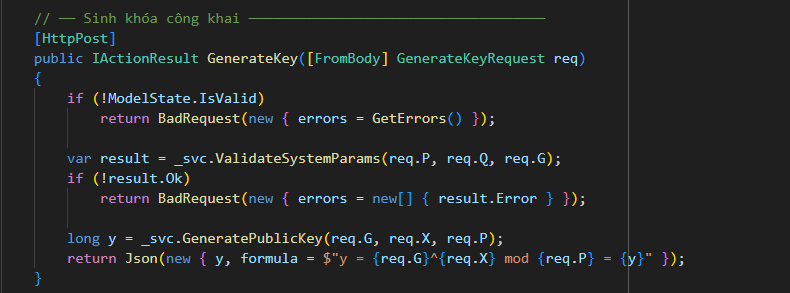 // —— Sinh khóa công khai ——————————————————————————————————
[HttpPost]
public IActionResult GenerateKey([FromBody] GenerateKeyRequest req)
{
if (!ModelState.IsValid)
return BadRequest(new { errors = GetErrors() });
var result = _svc.ValidateSystemParams(req.P, req.Q, req.G);
if (!result.Ok)
return BadRequest(new { errors = new[] { result.Error } });
long y = _svc.GeneratePublicKey(req.G, req.X, req.P);
return Json(new { y, formula = $"y = {req.G}^{req.X} mod {req.P} = {y}" });
}